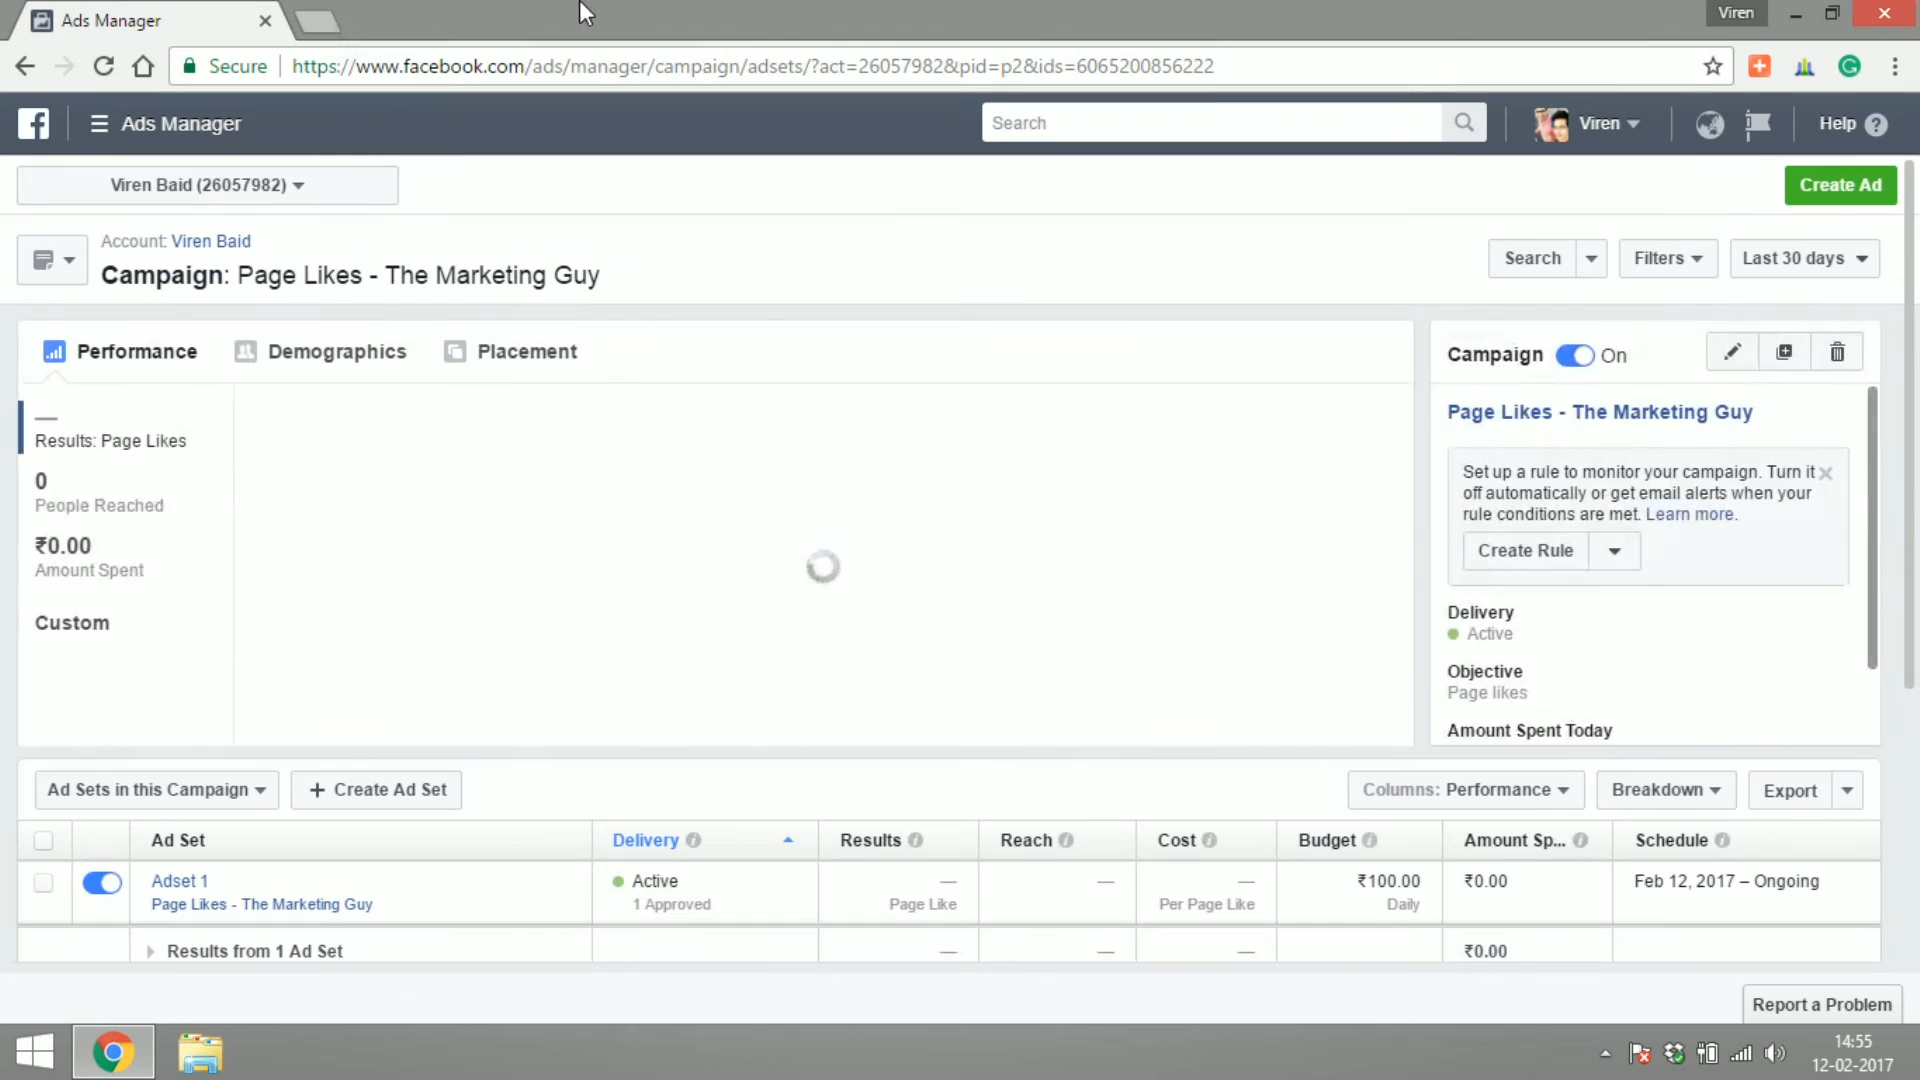 Ads Manager
Viren
Secure https://www.facebook.com/ads/manager/campaign/adsets/?act=26057982&pid=p2&ids=6065200856222
Ads Manager
Search
Viren
Help
Viren Baid (26057982)
Create Ad
Account: Viren Baid
Campaign: Page Likes - The Marketing Guy
Search
Filters
Last 30 days
Performance
Demographics
Placement
—
Results: Page Likes
0
People Reached
₹0.00
Amount Spent
Custom
Campaign On
Page Likes - The Marketing Guy
Set up a rule to monitor your campaign. Turn it
off automatically or get email alerts when your
rule conditions are met. Learn more.
Create Rule
Delivery
Active
Objective
Page likes
Amount Spent Today
Ad Sets in this Campaign
+ Create Ad Set
Columns: Performance
Breakdown
Export
Ad Set Delivery Results Reach Cost Budget Amount Sp... Schedule
Adset 1 Active — — — ₹100.00 ₹0.00 Feb 12, 2017 – Ongoing
Page Likes - The Marketing Guy 1 Approved Page Like Per Page Like Daily
Results from 1 Ad Set — — — ₹0.00
Report a Problem
14:55
12-02-2017